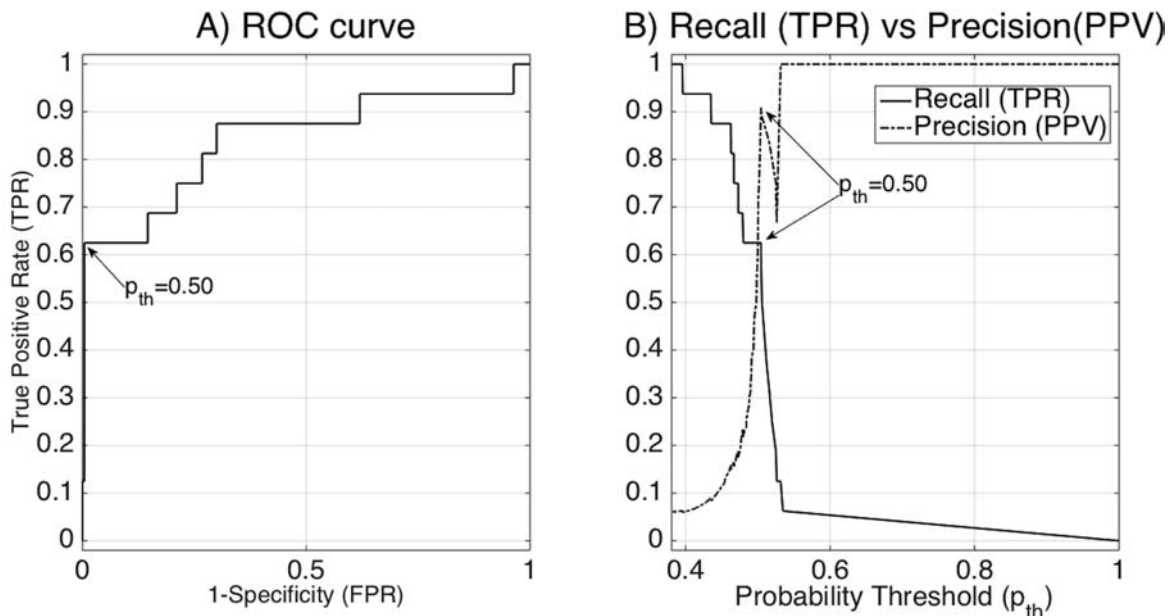 A) ROC curve
True Positive Rate (TPR)
1
0.9
0.8
0.7
0.6
0.5
0.4
0.3
0.2
0.1
0
p_th=0.50
0 0.5 1
1-Specificity (FPR)
B) Recall (TPR) vs Precision(PPV)
1
0.9
0.8
0.7
0.6
0.5
0.4
0.3
0.2
0.1
0
Recall (TPR)
Precision (PPV)
p_th=0.50
0.4 0.6 0.8 1
Probability Threshold (p_th)